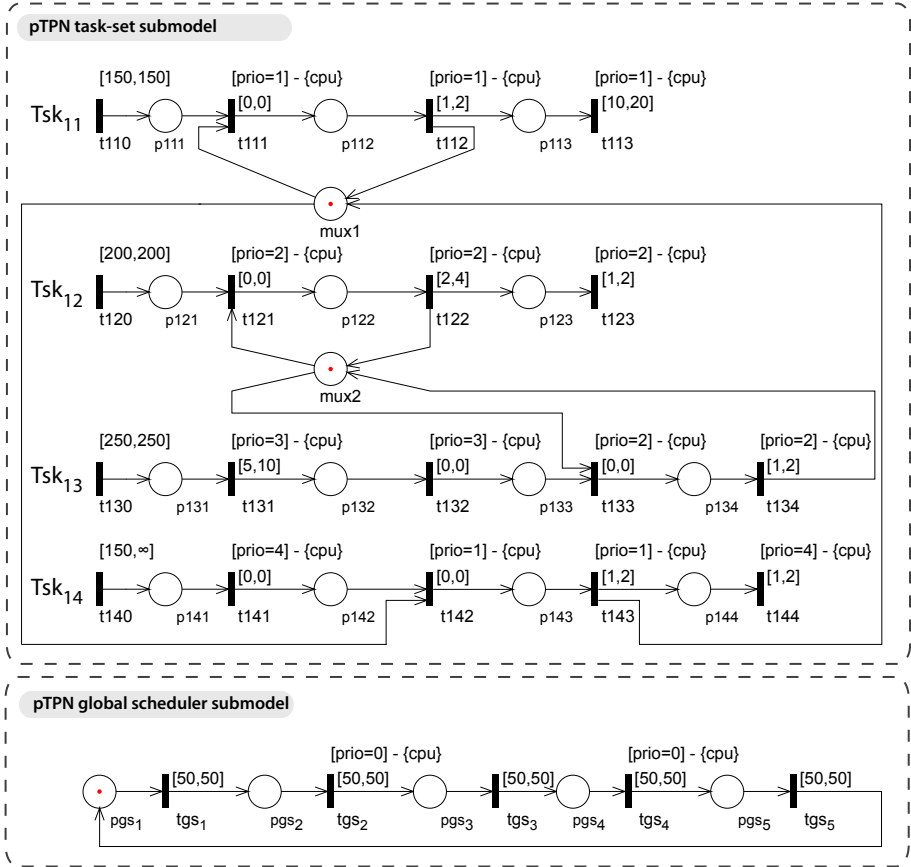 pTPN task-set submodel
[150,150] [prio=1] - {cpu} [prio=1] - {cpu} [prio=1] - {cpu}
Tsk11 [0,0] [1,2] [10,20]
t110 p111 t111 p112 t112 p113 t113
mux1
[200,200] [prio=2] - {cpu} [prio=2] - {cpu} [prio=2] - {cpu}
Tsk12 [0,0] [2,4] [1,2]
t120 p121 t121 p122 t122 p123 t123
mux2
[250,250] [prio=3] - {cpu} [prio=3] - {cpu} [prio=2] - {cpu} [prio=2] - {cpu}
Tsk13 [5,10] [0,0] [0,0] [1,2]
t130 p131 t131 p132 t132 p133 t133 p134 t134
[150,∞] [prio=4] - {cpu} [prio=1] - {cpu} [prio=1] - {cpu} [prio=4] - {cpu}
Tsk14 [0,0] [0,0] [1,2] [1,2]
t140 p141 t141 p142 t142 p143 t143 p144 t144
pTPN global scheduler submodel
[prio=0] - {cpu} [prio=0] - {cpu}
[50,50] [50,50] [50,50] [50,50] [50,50]
pgs1 tgs1 pgs2 tgs2 pgs3 tgs3 pgs4 tgs4 pgs5 tgs5